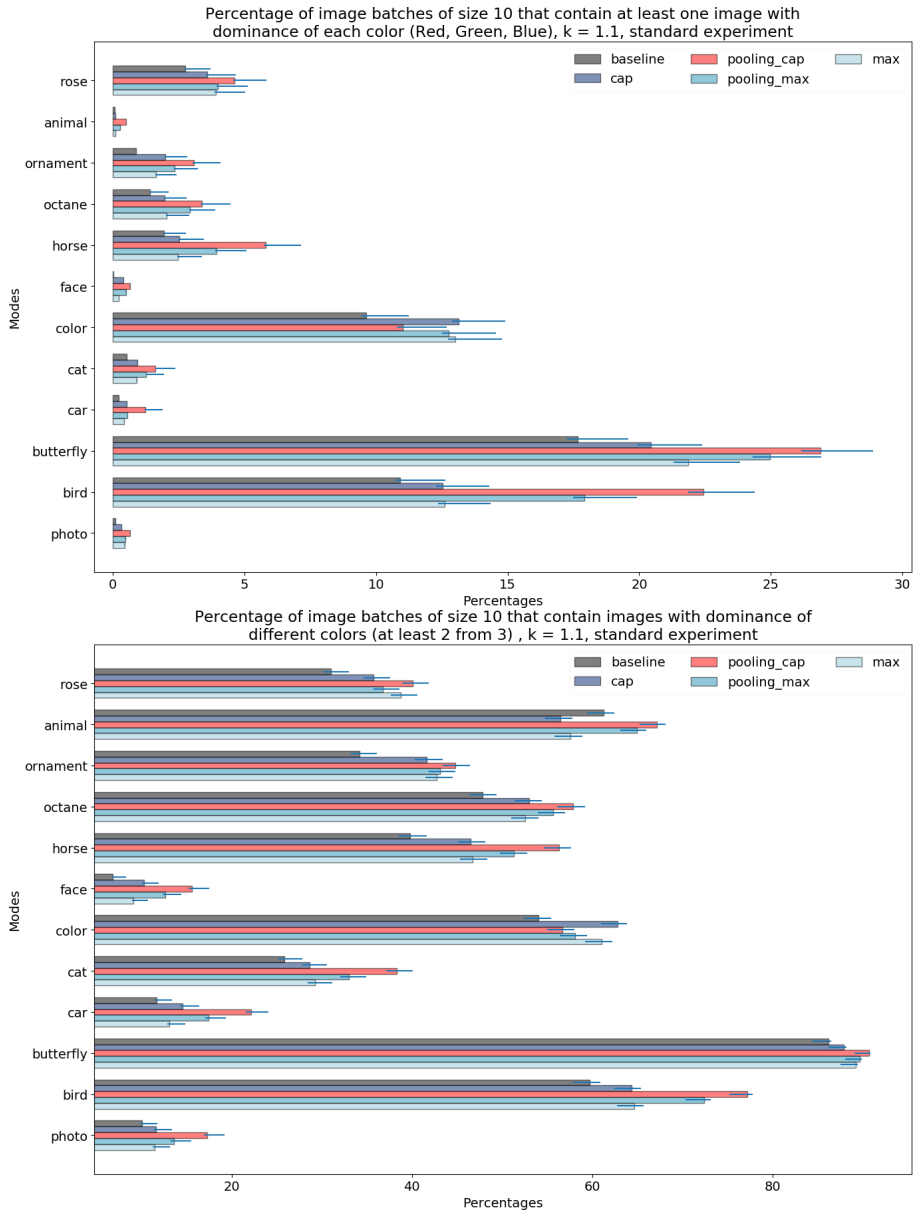 Percentage of image batches of size 10 that contain at least one image with
dominance of each color (Red, Green, Blue), k = 1.1, standard experiment
baseline
cap
pooling_cap
pooling_max
max
rose
animal
ornament
octane
horse
face
color
cat
car
butterfly
bird
photo
Modes
0 5 10 15 20 25 30
Percentages
Percentage of image batches of size 10 that contain images with dominance of
different colors (at least 2 from 3) , k = 1.1, standard experiment
baseline
cap
pooling_cap
pooling_max
max
rose
animal
ornament
octane
horse
face
color
cat
car
butterfly
bird
photo
Modes
20 40 60 80
Percentages